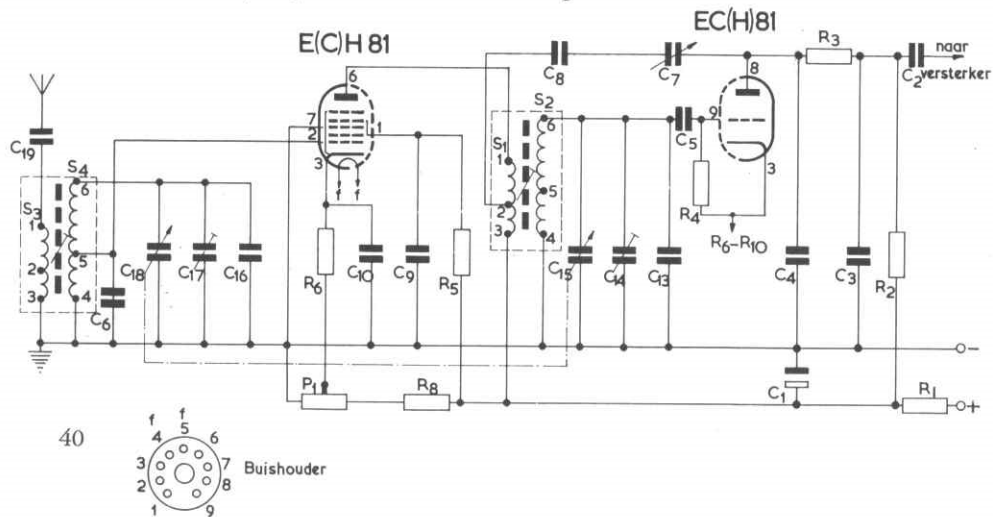 E(C)H 81
EC(H)81
6
C8
C7
8
R3
C2
naar
versterker
7
2
1
3
f
f
S2
6
C5
9
3
C19
S4
6
S3
1
5
2
3
4
S1
1
5
2
3
4
R4
R6-R10
C18
C17
C16
C6
R6
C10
C9
R5
C15
C14
C13
C4
C3
R2
-
P1
R8
C1
R1
+
40
f
f
4
5
6
3
7
2
8
1
9
Buishouder